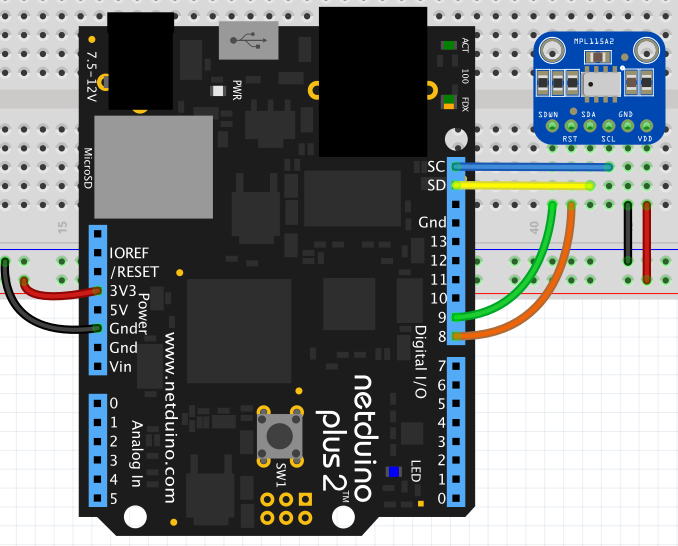 7.5-12V
PWR
ACT
100
FDX
MicroSD
MPL115A2
SDWN
SDA
GND
RST
SCL
VDD
15
40
SC
SD
Gnd
13
12
11
10
9
8
IOREF
/RESET
3V3
5V
Gnd
Gnd
Vin
Power
Digital I/O
7
6
5
4
3
2
1
0
0
1
2
3
4
5
Analog In
www.netduino.com
netduino
plus 2™
SW1
LED